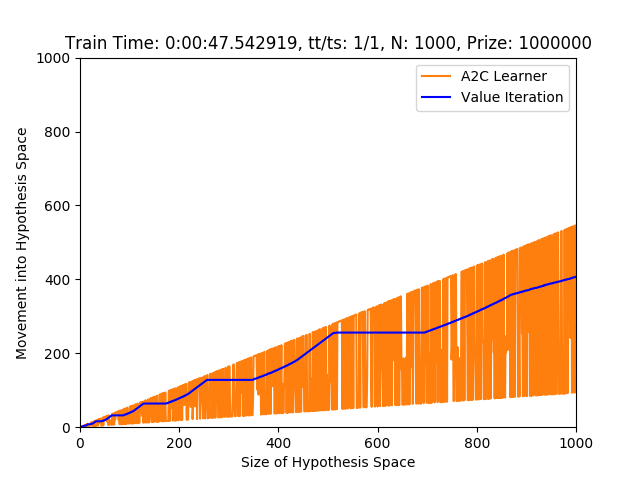 Train Time: 0:00:47.542919, tt/ts: 1/1, N: 1000, Prize: 1000000
A2C Learner
Value Iteration
1000
800
600
400
200
0
Movement into Hypothesis Space
0 200 400 600 800 1000
Size of Hypothesis Space